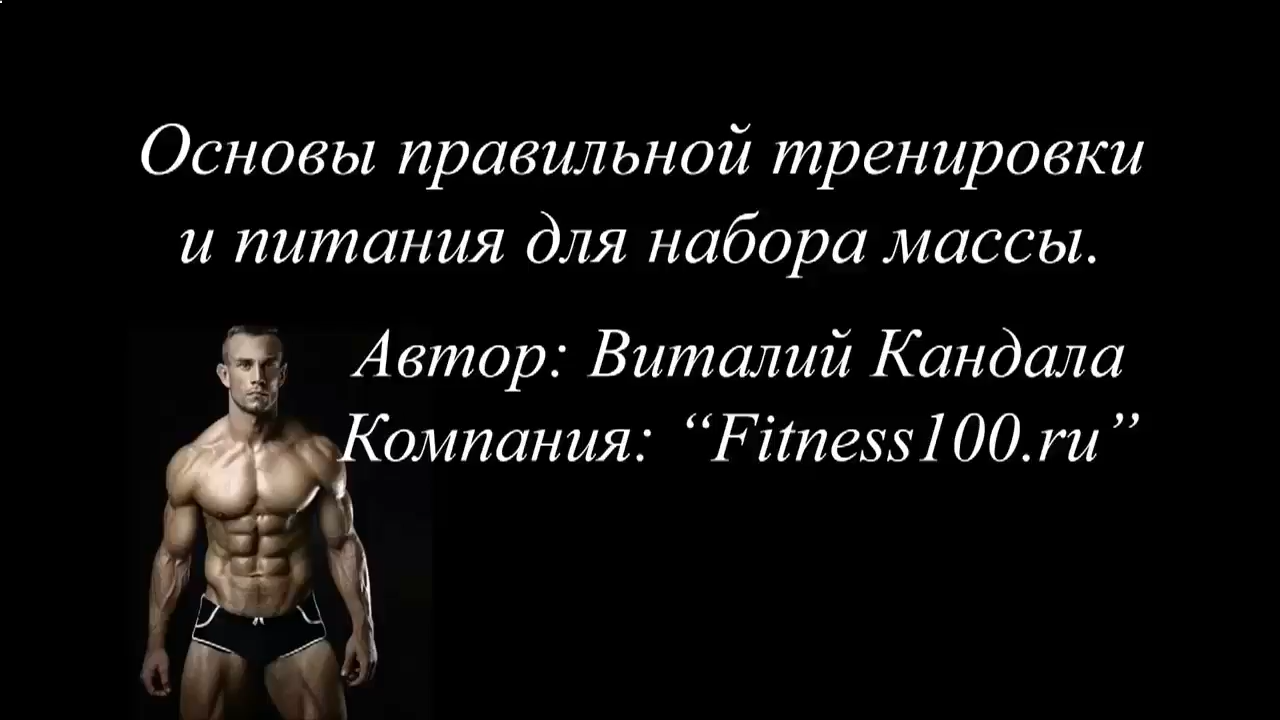 Основы правильной тренировки
и питания для набора массы.
Автор: Виталий Кандала
Компания: “Fitness100.ru”